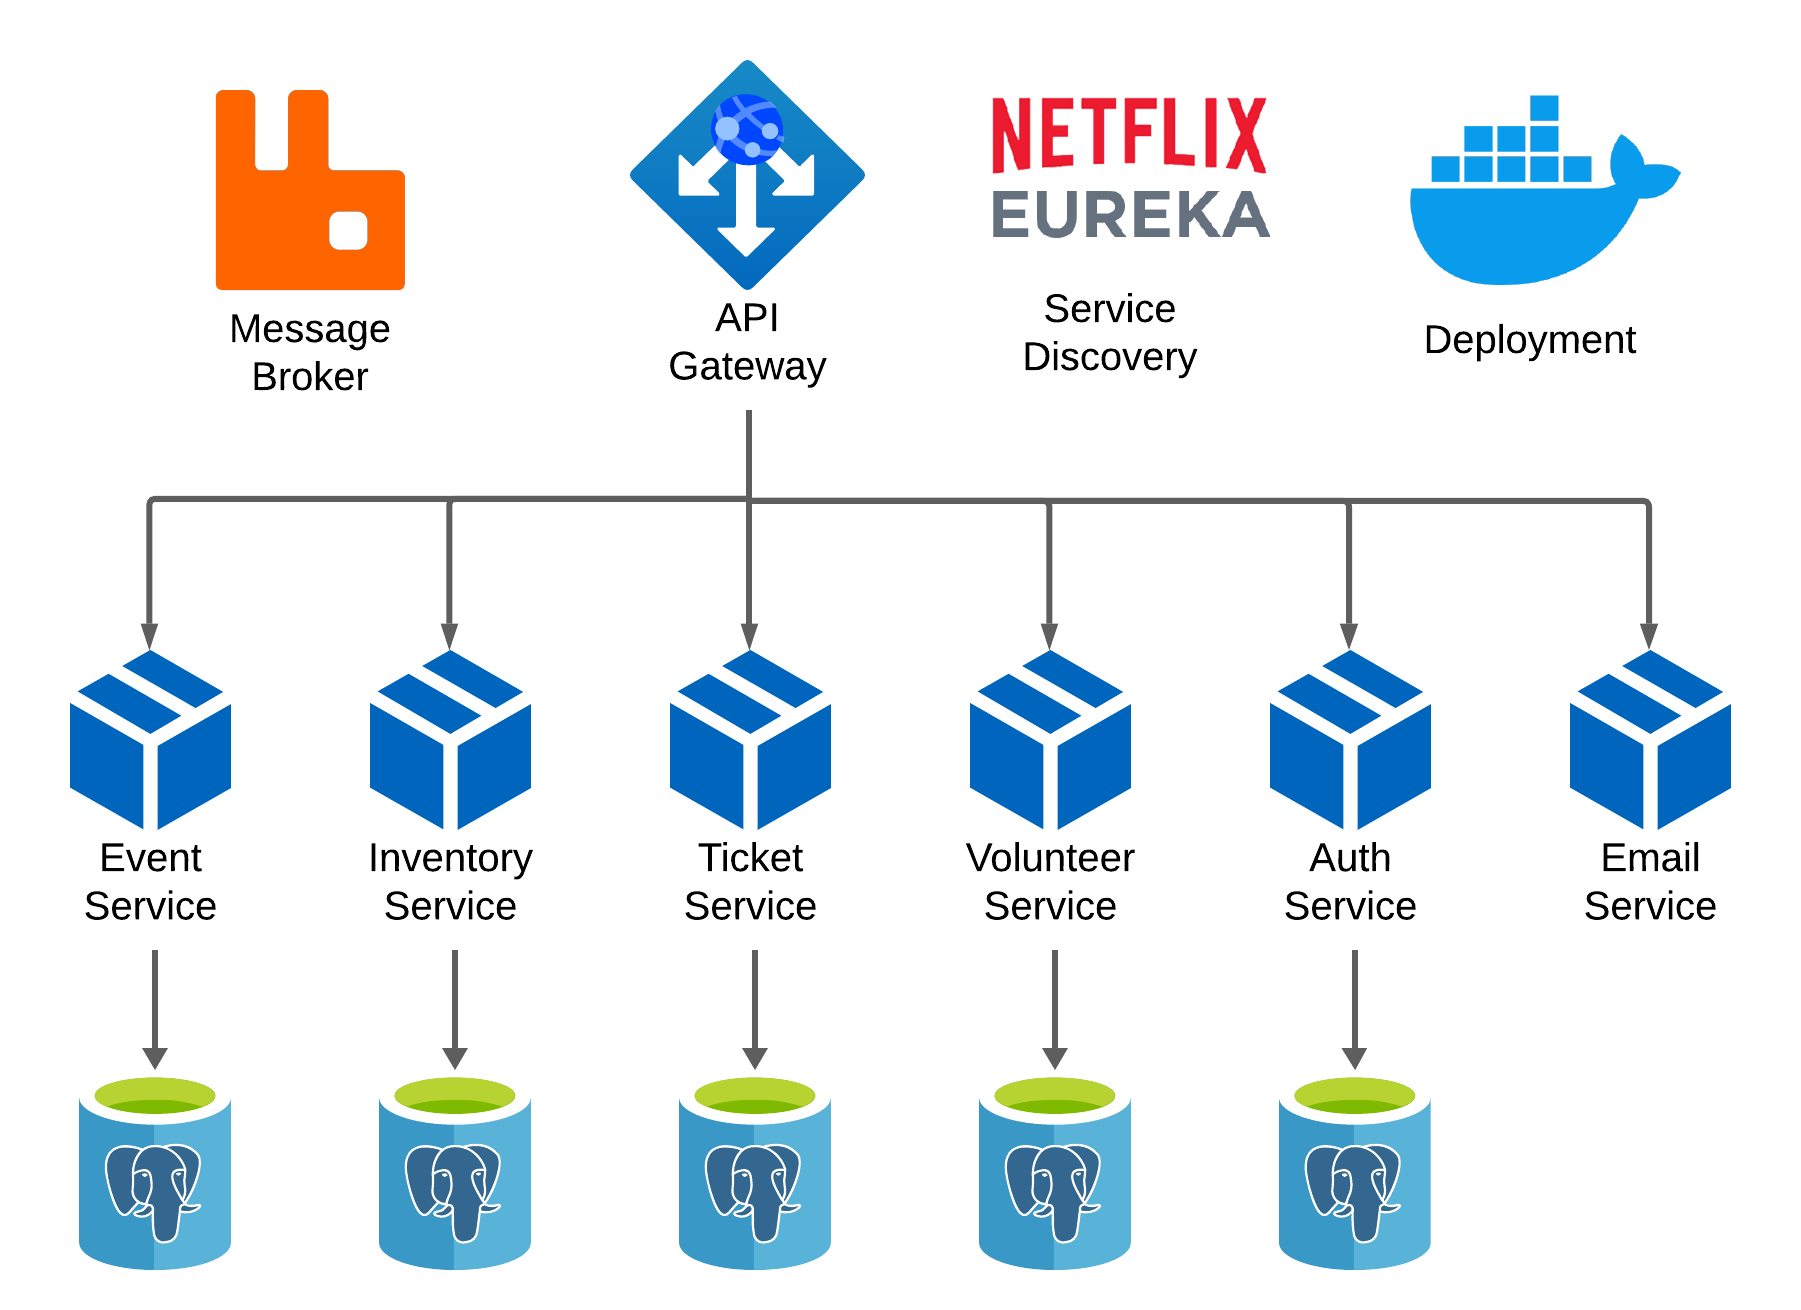 NETFLIX
EUREKA
Message
Broker
API
Gateway
Service
Discovery
Deployment
Event
Service
Inventory
Service
Ticket
Service
Volunteer
Service
Auth
Service
Email
Service